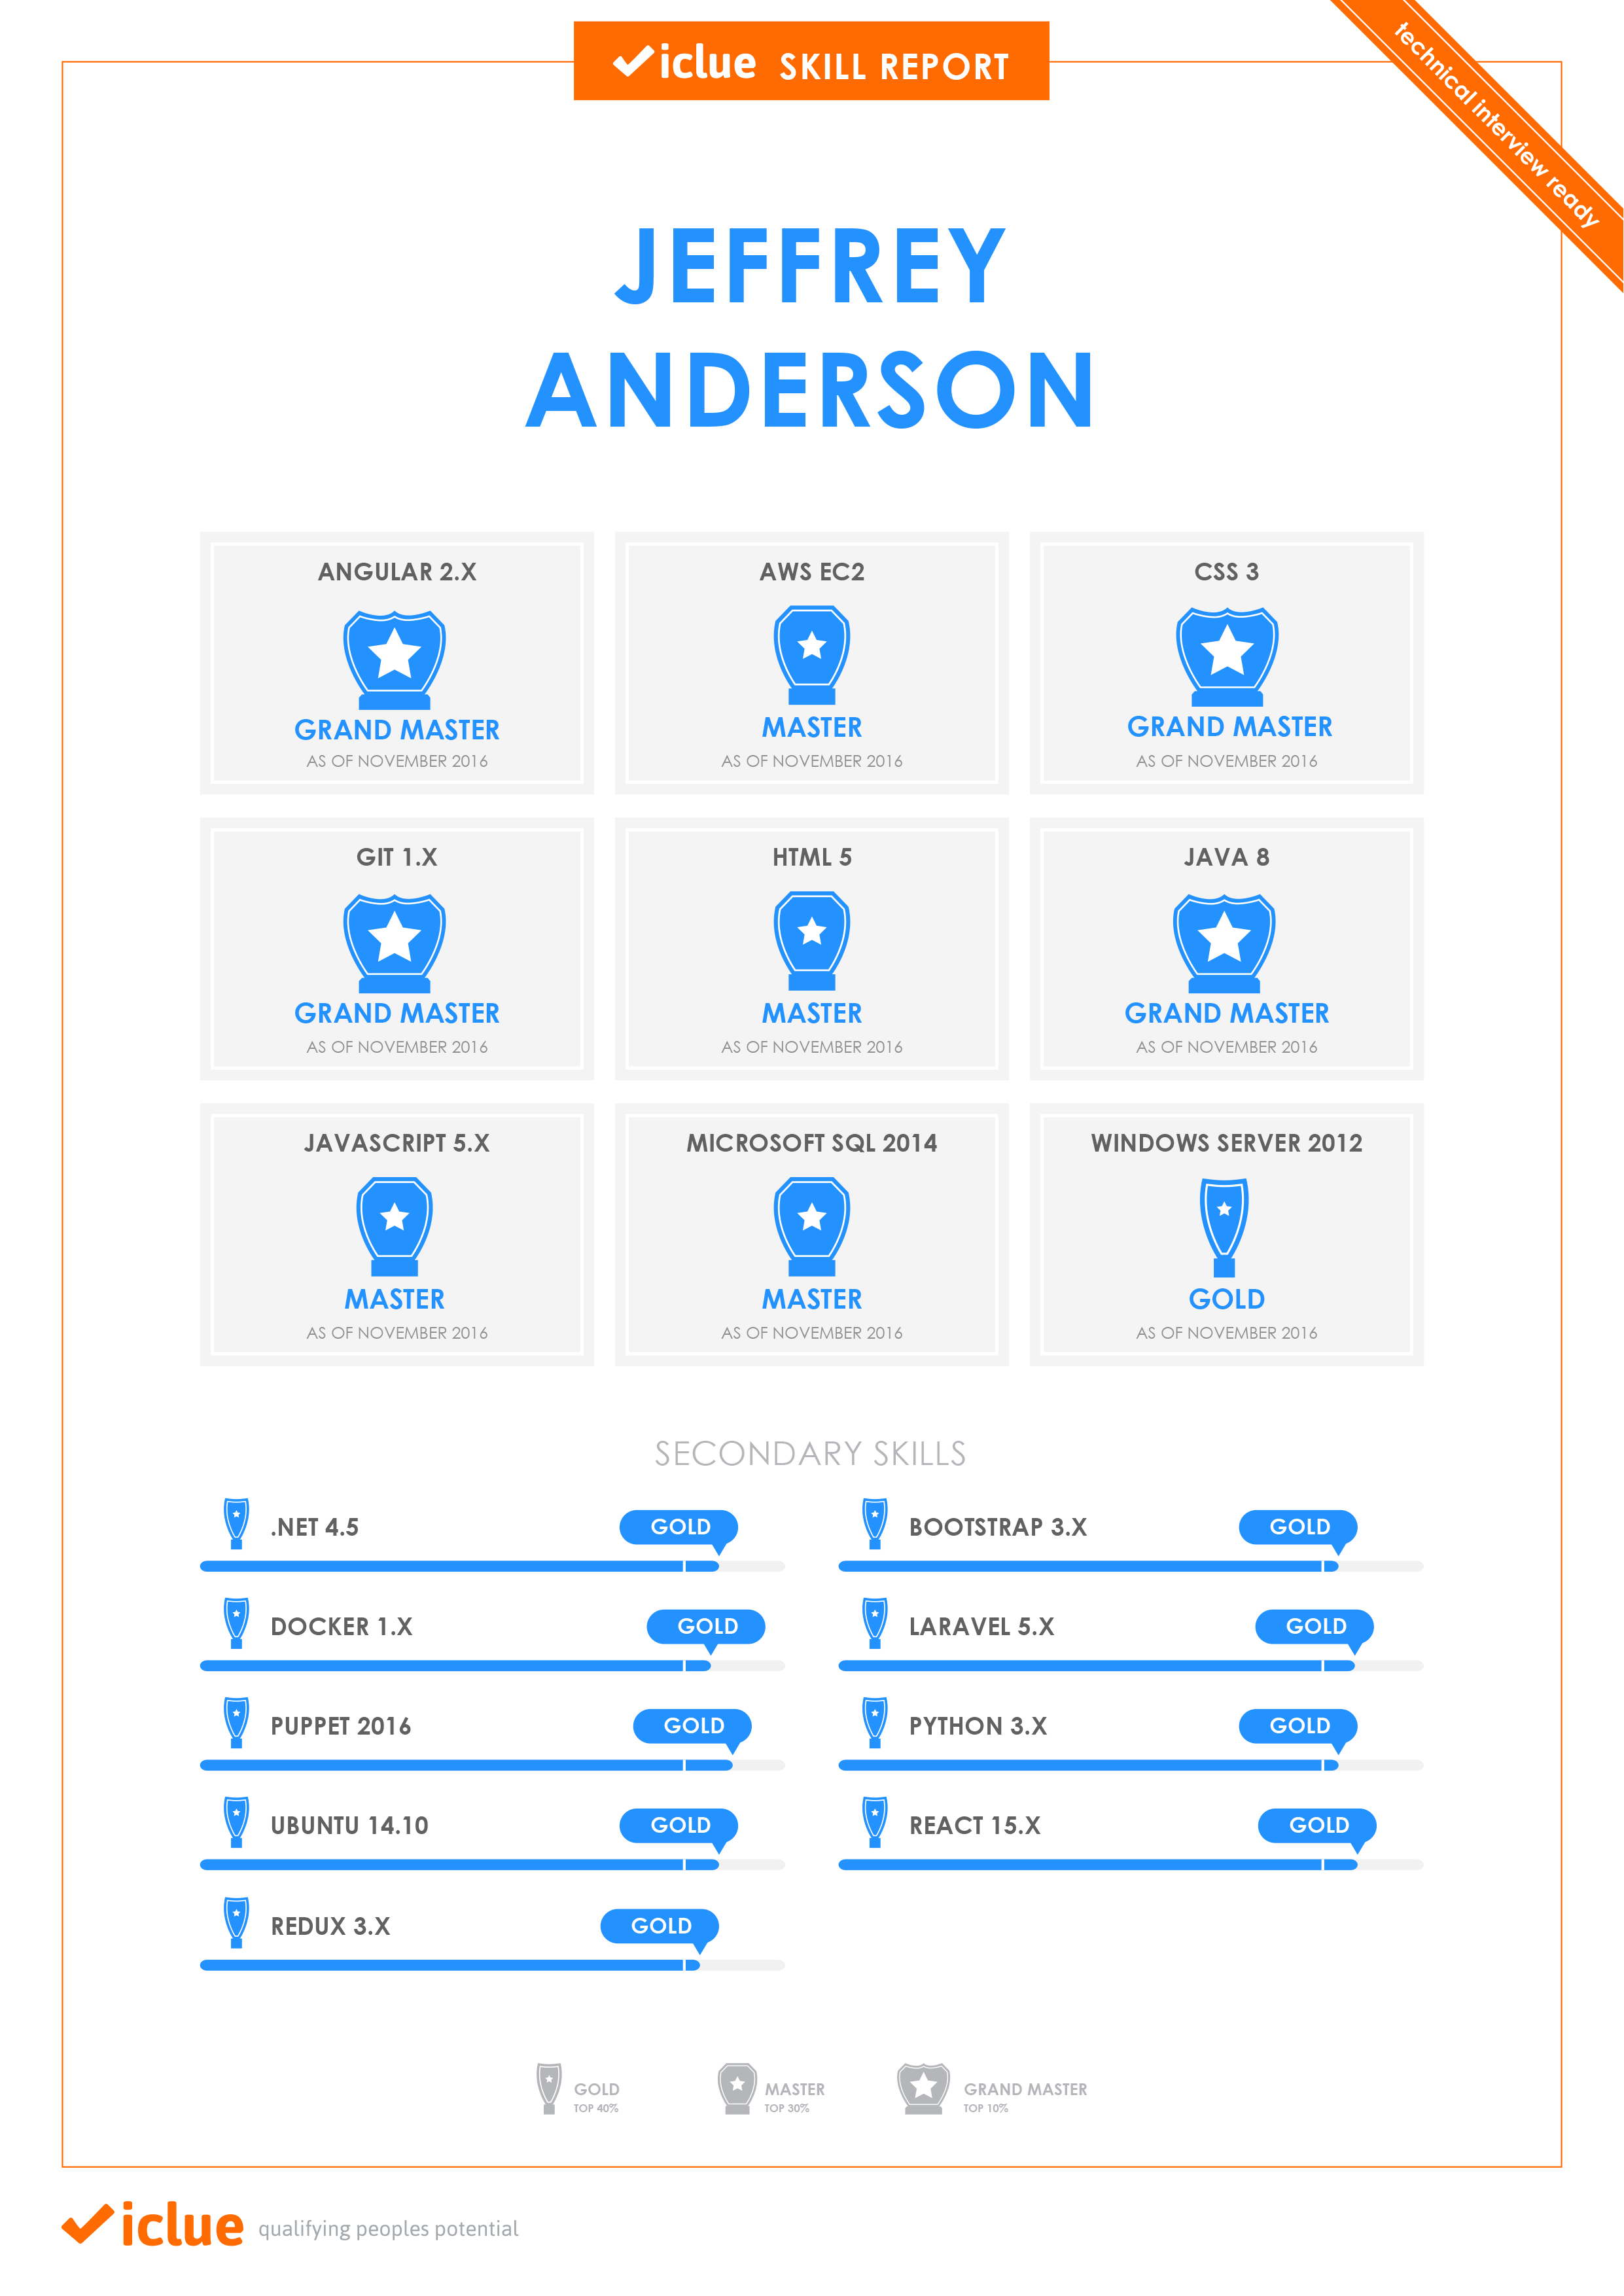 iclue SKILL REPORT
technical interview ready
JEFFREY
ANDERSON
ANGULAR 2.X
GRAND MASTER
AS OF NOVEMBER 2016
AWS EC2
MASTER
AS OF NOVEMBER 2016
CSS 3
GRAND MASTER
AS OF NOVEMBER 2016
GIT 1.X
GRAND MASTER
AS OF NOVEMBER 2016
HTML 5
MASTER
AS OF NOVEMBER 2016
JAVA 8
GRAND MASTER
AS OF NOVEMBER 2016
JAVASCRIPT 5.X
MASTER
AS OF NOVEMBER 2016
MICROSOFT SQL 2014
MASTER
AS OF NOVEMBER 2016
WINDOWS SERVER 2012
GOLD
AS OF NOVEMBER 2016
SECONDARY SKILLS
.NET 4.5 GOLD
BOOTSTRAP 3.X GOLD
DOCKER 1.X GOLD
LARAVEL 5.X GOLD
PUPPET 2016 GOLD
PYTHON 3.X GOLD
UBUNTU 14.10 GOLD
REACT 15.X GOLD
REDUX 3.X GOLD
GOLD
TOP 40%
MASTER
TOP 30%
GRAND MASTER
TOP 10%
iclue qualifying peoples potential